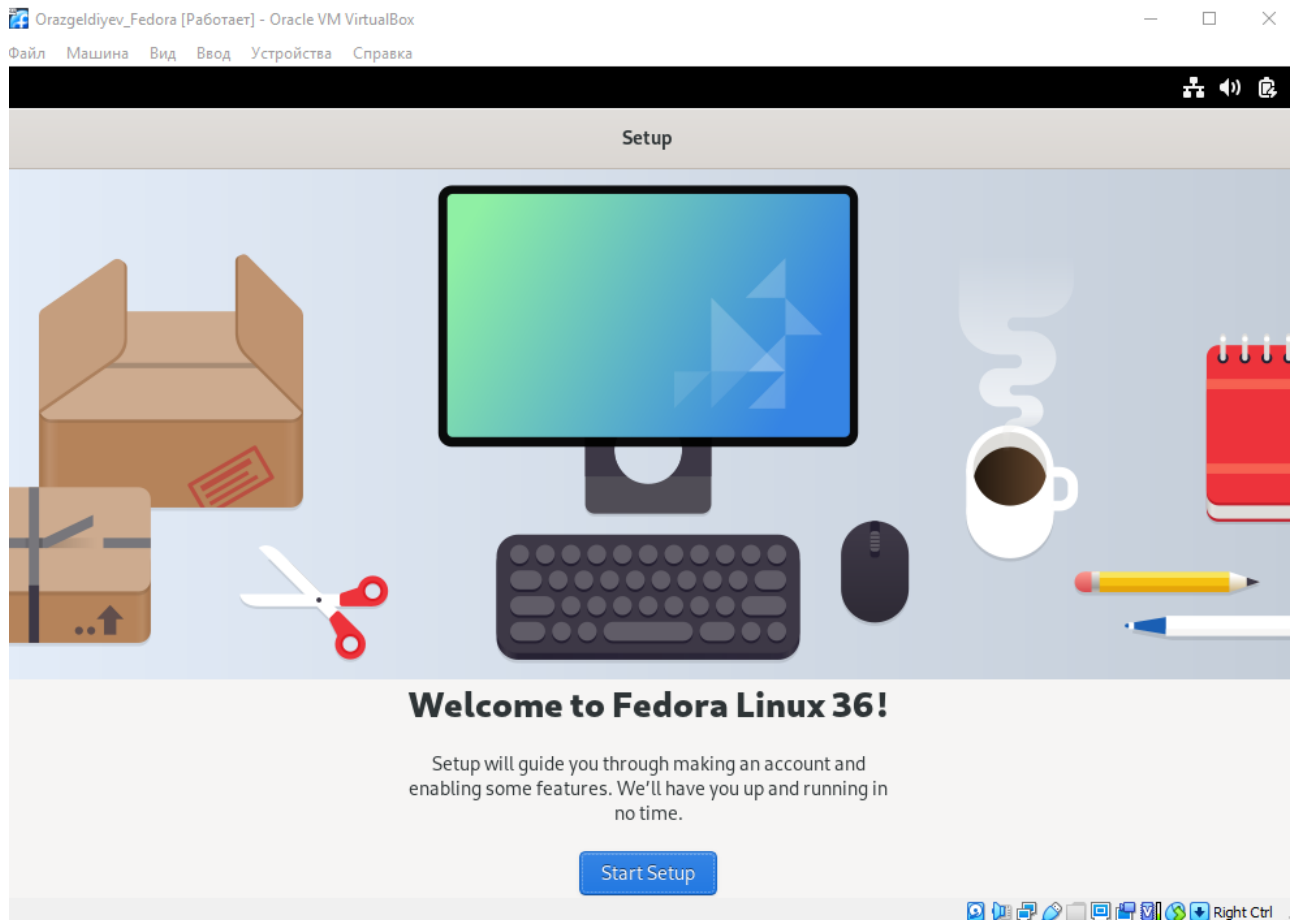 Orazgeldiyev_Fedora [Работает] - Oracle VM VirtualBox
Файл Машина Вид Ввод Устройства Справка
Setup
Welcome to Fedora Linux 36!
Setup will guide you through making an account and
enabling some features. We’ll have you up and running in
no time.
Start Setup
Right Ctrl